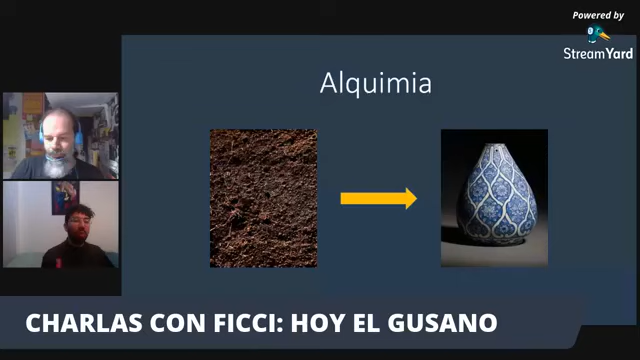 Powered by
StreamYard
Alquimia
CHARLAS CON FICCI: HOY EL GUSANO